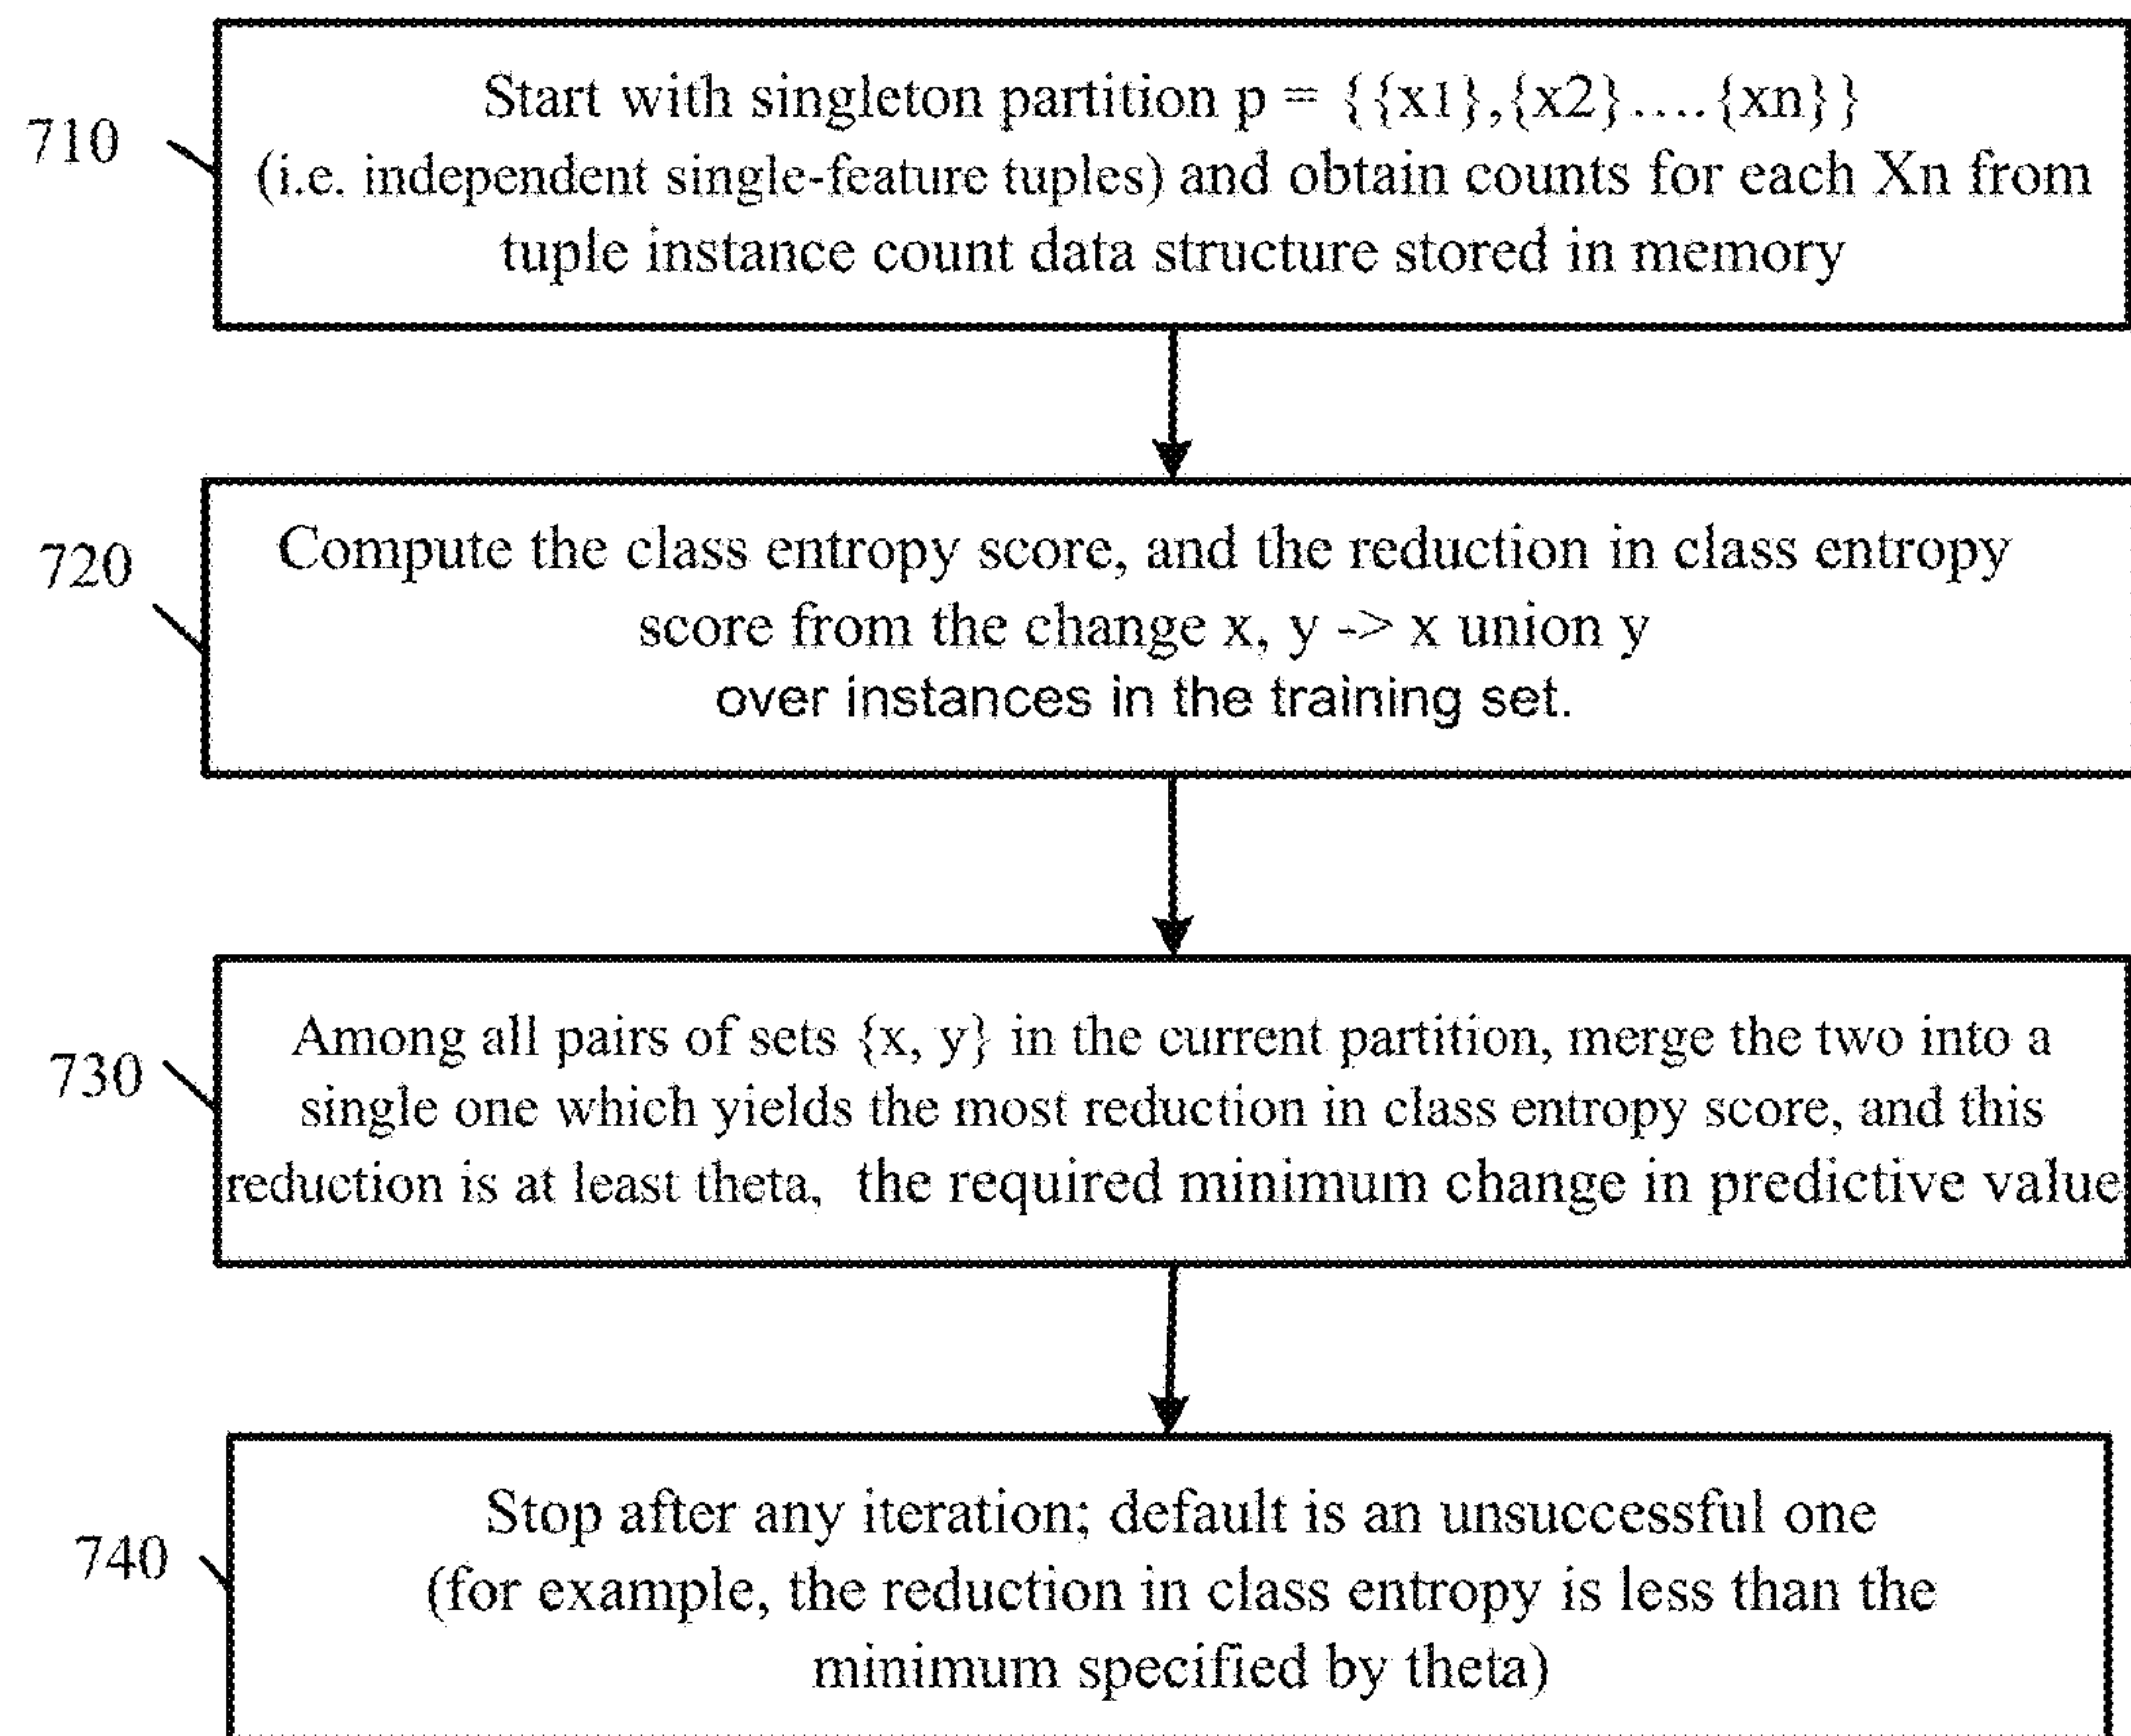 710
Start with singleton partition p = {{x1},{x2}....{xn}}
(i.e. independent single-feature tuples) and obtain counts for each Xn from
tuple instance count data structure stored in memory
720
Compute the class entropy score, and the reduction in class entropy
score from the change x, y -> x union y
over instances in the training set.
730
Among all pairs of sets {x, y} in the current partition, merge the two into a
single one which yields the most reduction in class entropy score, and this
reduction is at least theta, the required minimum change in predictive value
740
Stop after any iteration; default is an unsuccessful one
(for example, the reduction in class entropy is less than the
minimum specified by theta)